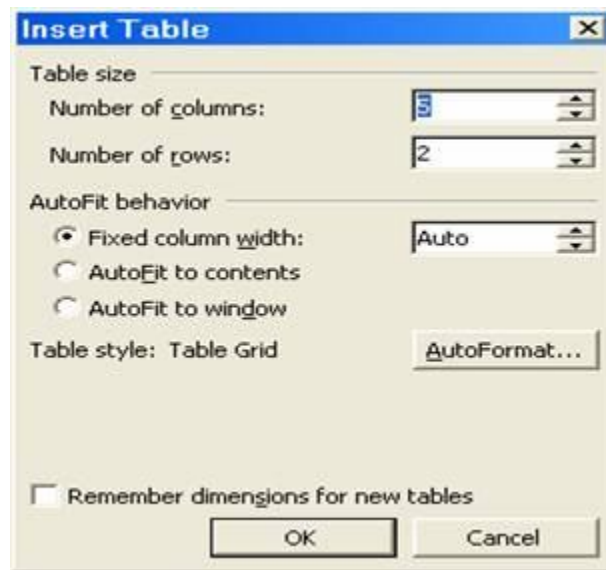 Insert Table
Table size
Number of columns: 5
Number of rows: 2
AutoFit behavior
Fixed column width: Auto
AutoFit to contents
AutoFit to window
Table style: Table Grid AutoFormat...
Remember dimensions for new tables
OK Cancel